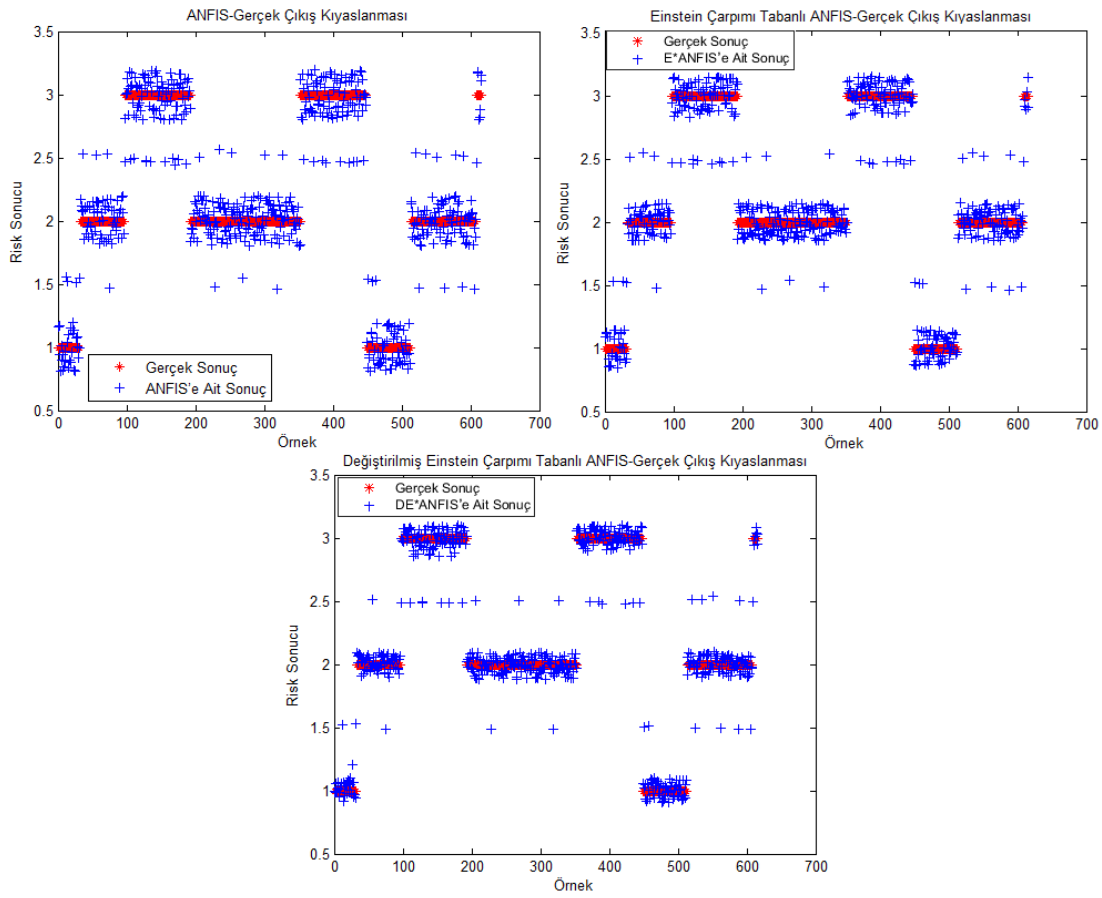 ANFIS-Gerçek Çıkış Kıyaslanması
3.5
3
2.5
2
1.5
1
0.5
Risk Sonucu
Gerçek Sonuç
ANFIS'e Ait Sonuç
0 100 200 300 400 500 600 700
Örnek
Einstein Çarpımı Tabanlı ANFIS-Gerçek Çıkış Kıyaslanması
3.5
3
2.5
2
1.5
1
0.5
Risk Sonucu
Gerçek Sonuç
E*ANFIS'e Ait Sonuç
0 100 200 300 400 500 600 700
Örnek
Değiştirilmiş Einstein Çarpımı Tabanlı ANFIS-Gerçek Çıkış Kıyaslanması
3.5
3
2.5
2
1.5
1
0.5
Risk Sonucu
Gerçek Sonuç
DE*ANFIS'e Ait Sonuç
0 100 200 300 400 500 600 700
Örnek